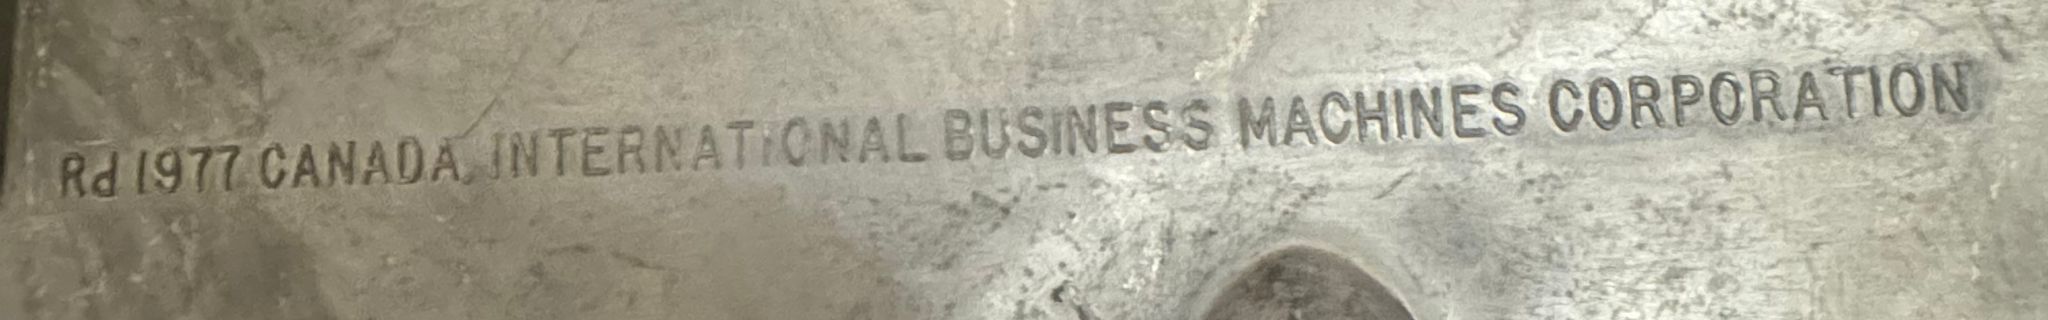 Rd 1977 CANADA, INTERNATIONAL BUSINESS MACHINES CORPORATION